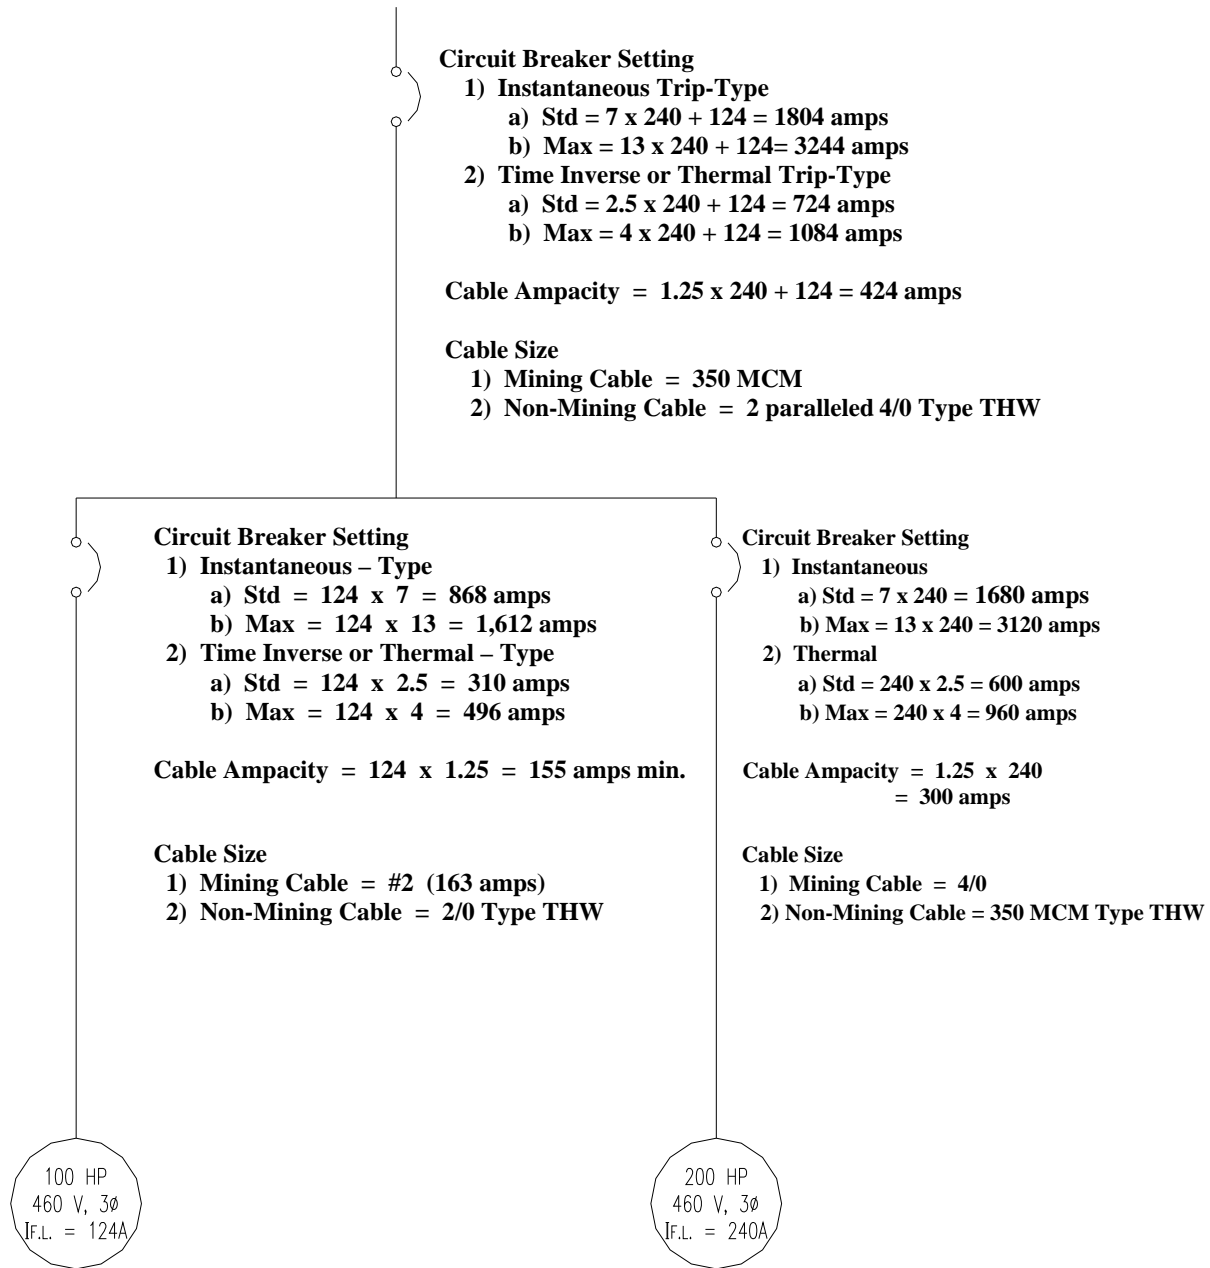 Circuit Breaker Setting
1) Instantaneous Trip-Type
a) Std = 7 x 240 + 124 = 1804 amps
b) Max = 13 x 240 + 124= 3244 amps
2) Time Inverse or Thermal Trip-Type
a) Std = 2.5 x 240 + 124 = 724 amps
b) Max = 4 x 240 + 124 = 1084 amps
Cable Ampacity = 1.25 x 240 + 124 = 424 amps
Cable Size
1) Mining Cable = 350 MCM
2) Non-Mining Cable = 2 paralleled 4/0 Type THW
Circuit Breaker Setting
1) Instantaneous – Type
a) Std = 124 x 7 = 868 amps
b) Max = 124 x 13 = 1,612 amps
2) Time Inverse or Thermal – Type
a) Std = 124 x 2.5 = 310 amps
b) Max = 124 x 4 = 496 amps
Cable Ampacity = 124 x 1.25 = 155 amps min.
Cable Size
1) Mining Cable = #2 (163 amps)
2) Non-Mining Cable = 2/0 Type THW
Circuit Breaker Setting
1) Instantaneous
a) Std = 7 x 240 = 1680 amps
b) Max = 13 x 240 = 3120 amps
2) Thermal
a) Std = 240 x 2.5 = 600 amps
b) Max = 240 x 4 = 960 amps
Cable Ampacity = 1.25 x 240
= 300 amps
Cable Size
1) Mining Cable = 4/0
2) Non-Mining Cable = 350 MCM Type THW
100 HP
460 V, 3ø
IF.L. = 124A
200 HP
460 V, 3ø
IF.L. = 240A